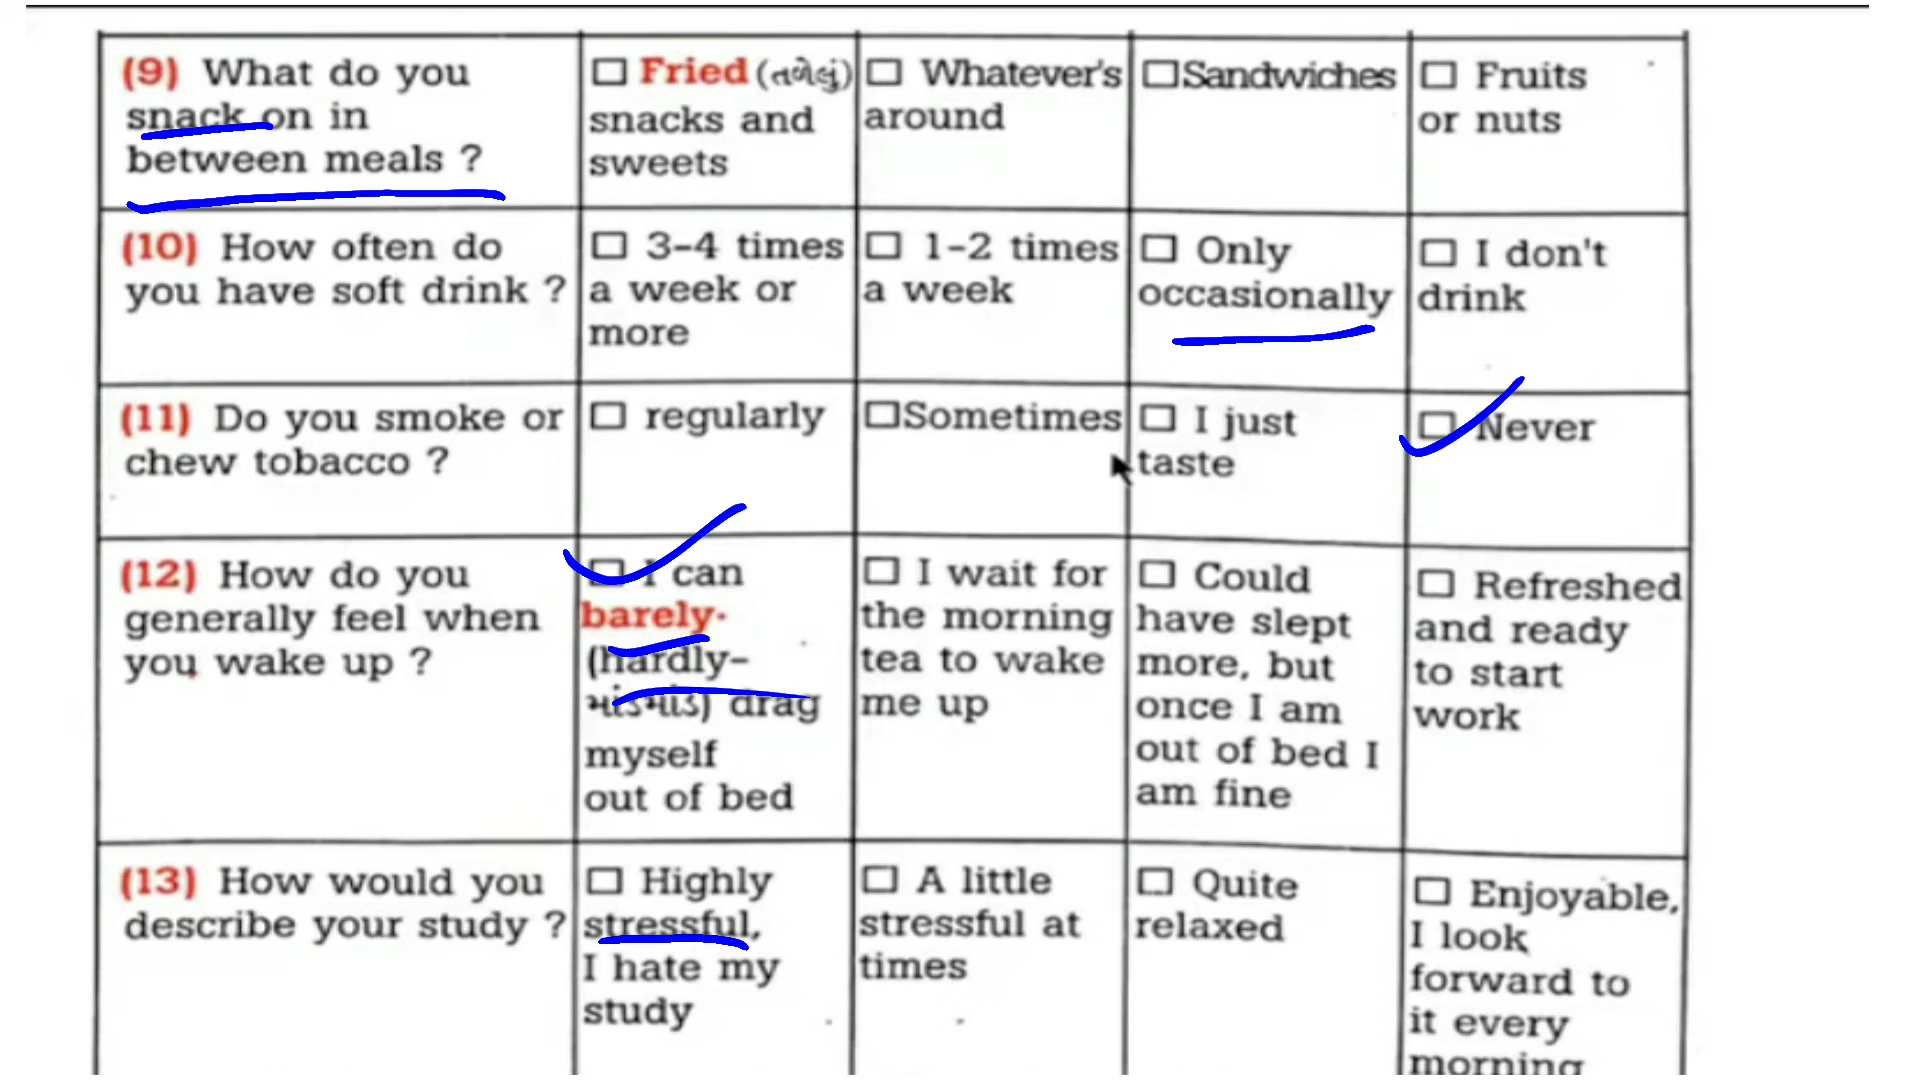 (9) What do you
snack on in
between meals ?
☐ Fried (તળેલું)
snacks and
sweets
☐ Whatever's
around
☐Sandwiches
☐ Fruits
or nuts
(10) How often do
you have soft drink ?
☐ 3–4 times
a week or
more
☐ 1–2 times
a week
☐ Only
occasionally
☐ I don't
drink
(11) Do you smoke or
chew tobacco ?
☐ regularly
☐Sometimes
☐ I just
taste
☐ Never
(12) How do you
generally feel when
you wake up ?
☐ I can
barely·
(hardly–
માંડમાંડ) drag
myself
out of bed
☐ I wait for
the morning
tea to wake
me up
☐ Could
have slept
more, but
once I am
out of bed I
am fine
☐ Refreshed
and ready
to start
work
(13) How would you
describe your study ?
☐ Highly
stressful,
I hate my
study
☐ A little
stressful at
times
☐ Quite
relaxed
☐ Enjoyable,
I look
forward to
it every
morning